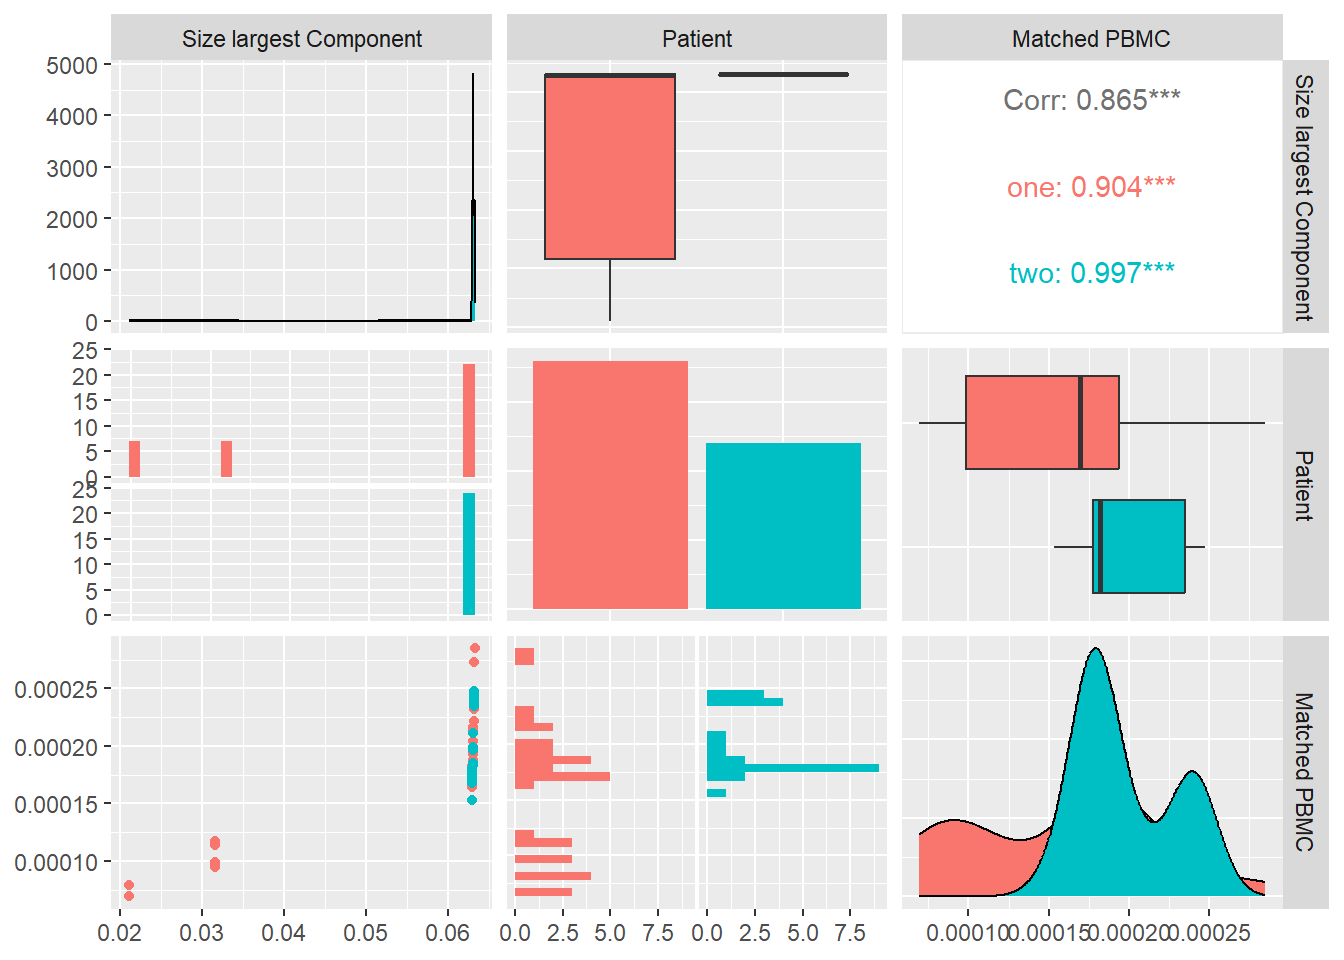 Size largest Component
Patient
Matched PBMC
5000
4000
3000
2000
1000
0
Corr: 0.865***
one: 0.904***
two: 0.997***
Size largest Component
25
20
15
10
5
0
25
20
15
10
5
0
Patient
0.00025
0.00020
0.00015
0.00010
Matched PBMC
0.02 0.03 0.04 0.05 0.06
0.0 2.5 5.0 7.5 0.0 2.5 5.0 7.5
0.00010 0.00015 0.00020 0.00025